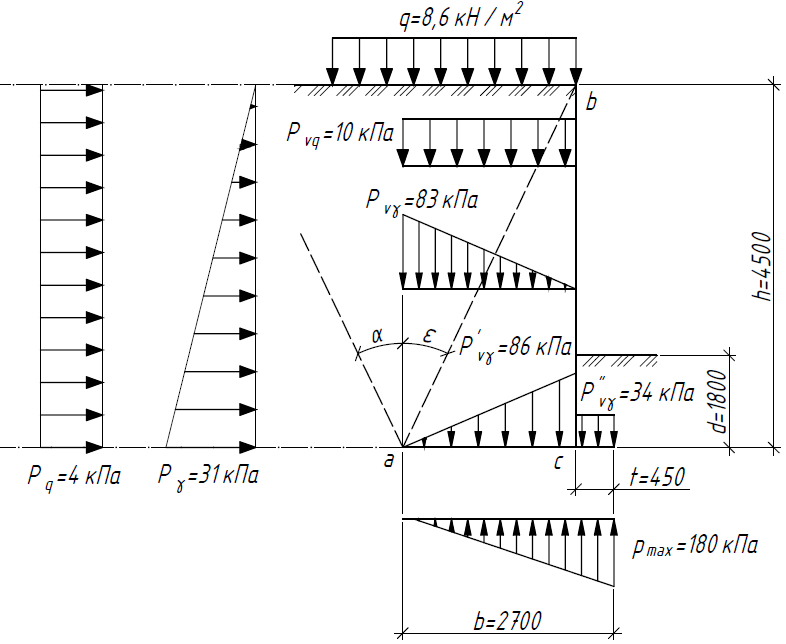 q=8,6 кН / м²
b
P vq =10 кПа
P vγ =83 кПа
h=4500
α
ε
P′ vγ =86 кПа
P″ vγ =34 кПа
d=1800
a
c
P q =4 кПа
P γ =31 кПа
t=450
p max =180 кПа
b=2700